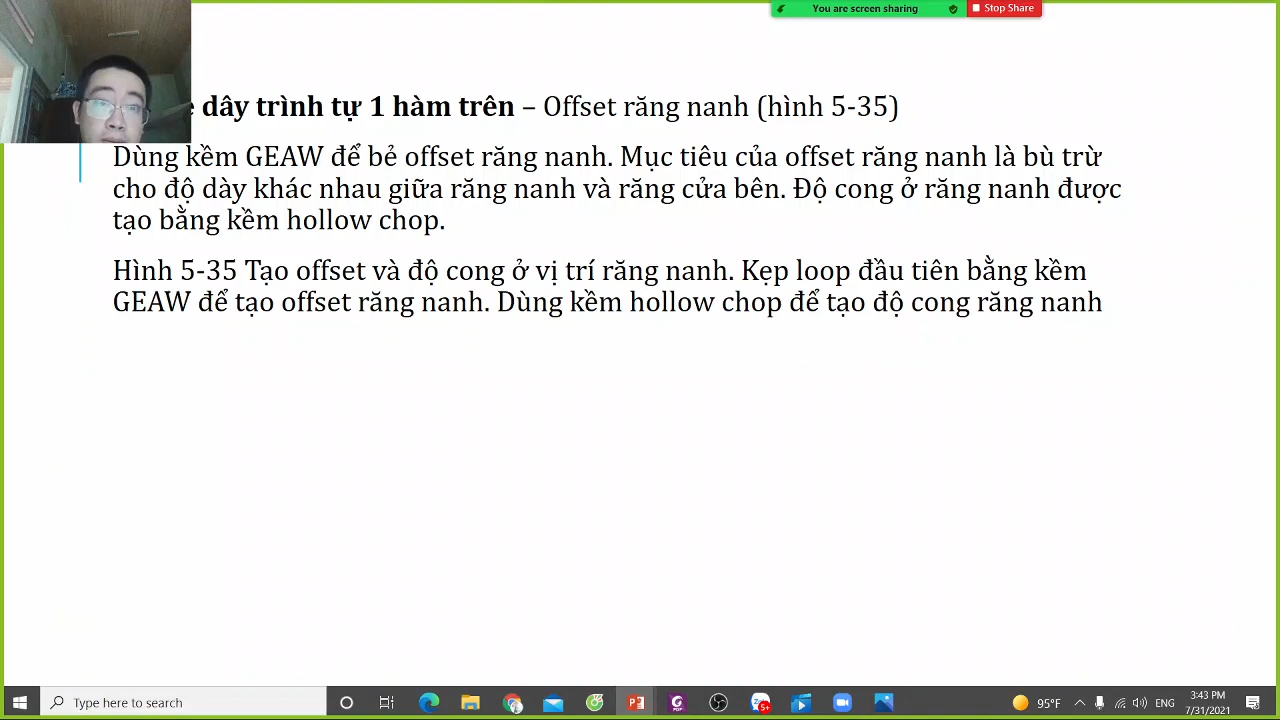 You are screen sharing
Stop Share
dây trình tự 1 hàm trên – Offset răng nanh (hình 5-35)
Dùng kềm GEAW để bẻ offset răng nanh. Mục tiêu của offset răng nanh là bù trừ
cho độ dày khác nhau giữa răng nanh và răng cửa bên. Độ cong ở răng nanh được
tạo bằng kềm hollow chop.
Hình 5-35 Tạo offset và độ cong ở vị trí răng nanh. Kẹp loop đầu tiên bằng kềm
GEAW để tạo offset răng nanh. Dùng kềm hollow chop để tạo độ cong răng nanh
Type here to search
95°F
ENG
3:43 PM
7/31/2021